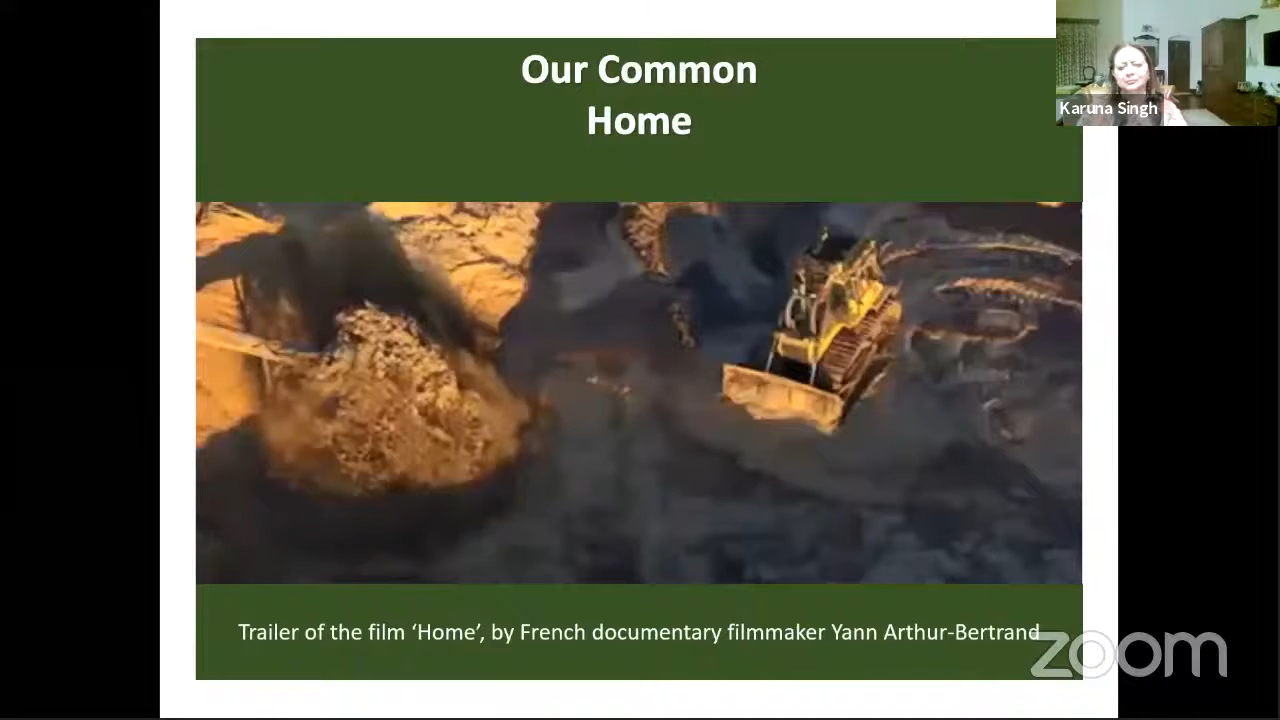 Our Common
Home
Karuna Singh
Trailer of the film ‘Home’, by French documentary filmmaker Yann Arthur-Bertrand
zoom